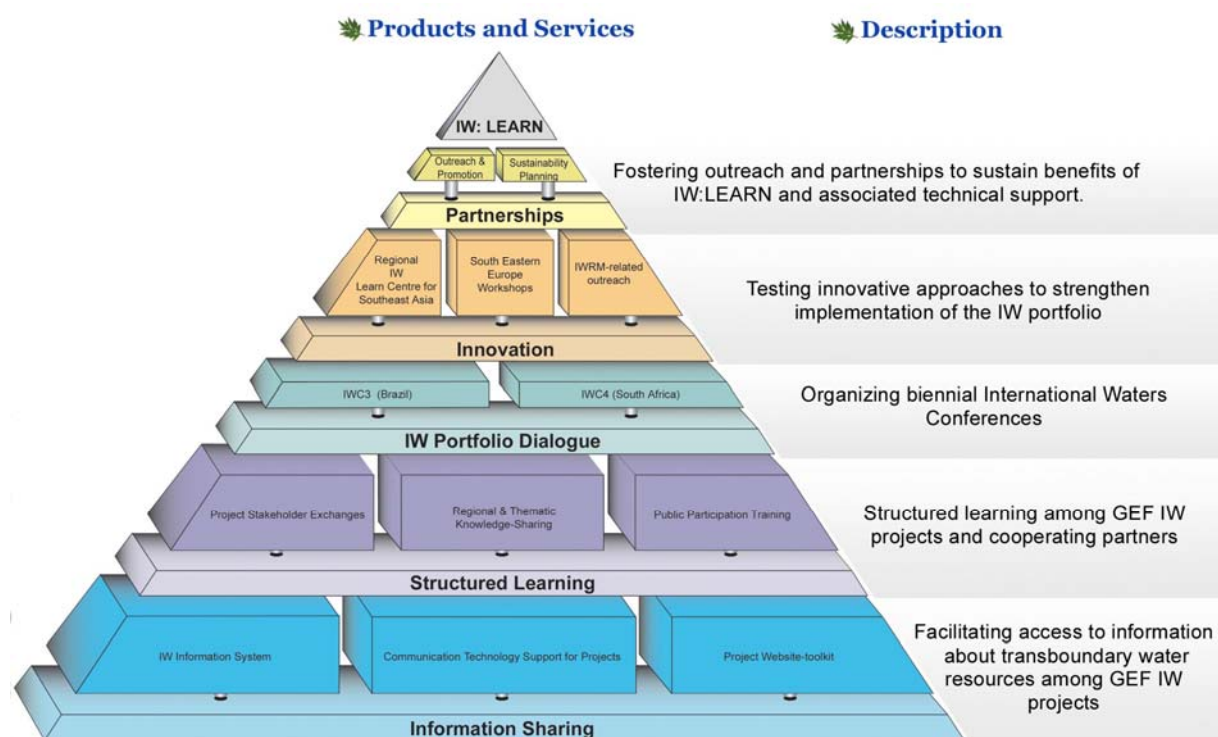 Products and Services
Description
IW: LEARN
Outreach &
Promotion
Sustainability
Planning
Partnerships
Fostering outreach and partnerships to sustain benefits of
IW:LEARN and associated technical support.
Regional
IW
Learn Centre for
Southeast Asia
South Eastern
Europe
Workshops
IWRM-related
outreach
Innovation
Testing innovative approaches to strengthen
implementation of the IW portfolio
IWC3 (Brazil)
IWC4 (South Africa)
IW Portfolio Dialogue
Organizing biennial International Waters
Conferences
Project Stakeholder Exchanges
Regional & Thematic
Knowledge-Sharing
Public Participation Training
Structured Learning
Structured learning among GEF IW
projects and cooperating partners
IW Information System
Communication Technology Support for Projects
Project Website-toolkit
Information Sharing
Facilitating access to information
about transboundary water
resources among GEF IW
projects